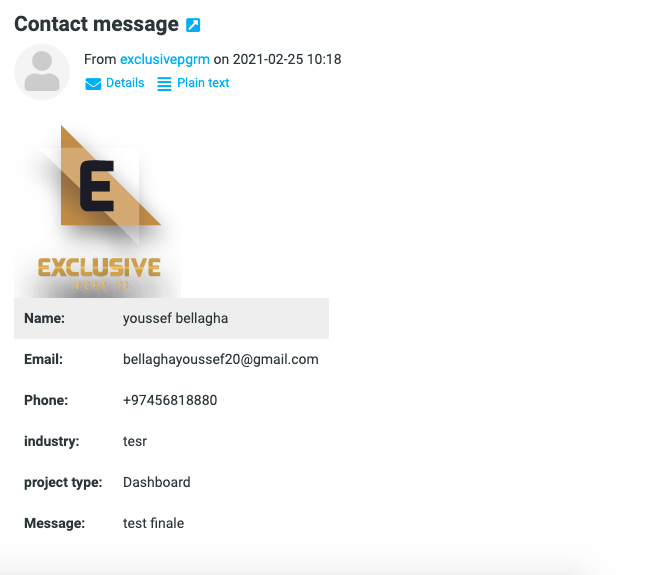 Contact message
From exclusivepgrm on 2021-02-25 10:18
Details Plain text
E
EXCLUSIVE
Name: youssef bellagha
Email: bellaghayoussef20@gmail.com
Phone: +97456818880
industry: tesr
project type: Dashboard
Message: test finale